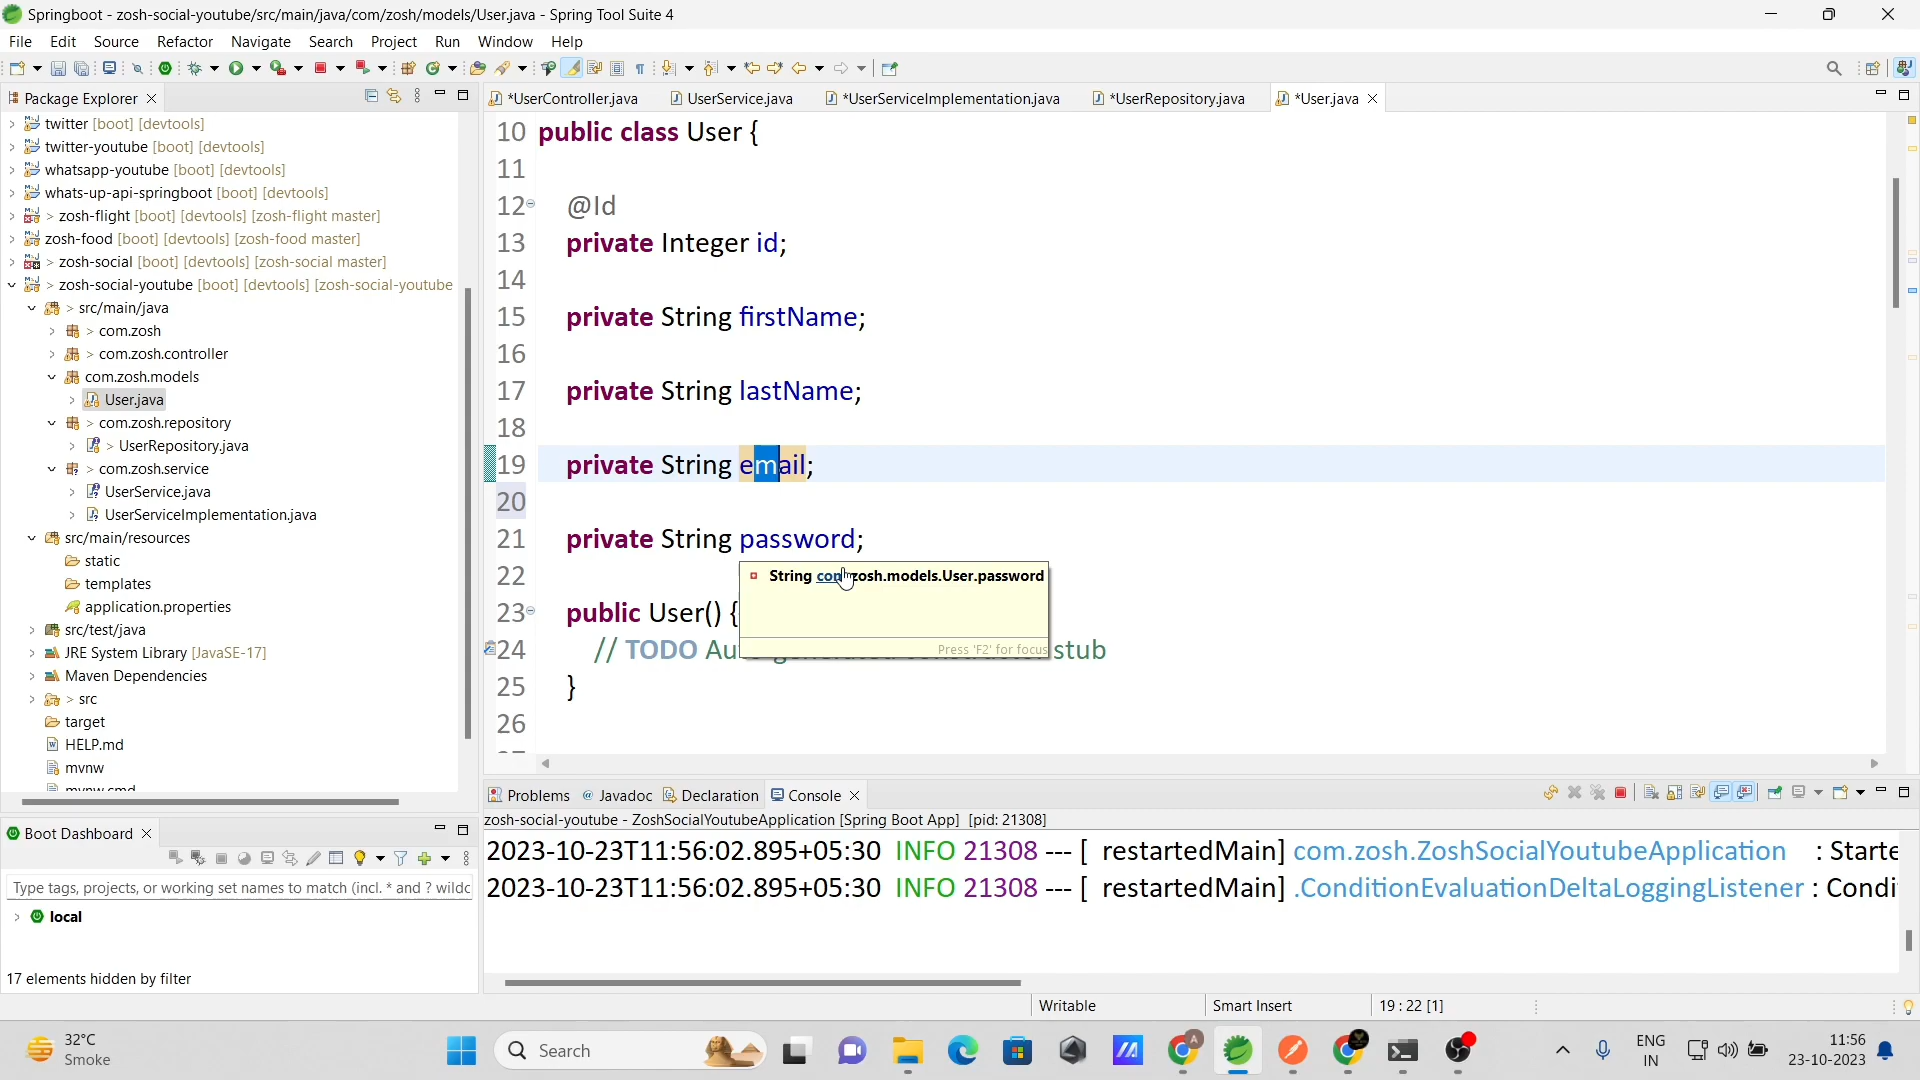 Springboot - zosh-social-youtube/src/main/java/com/zosh/models/User.java - Spring Tool Suite 4
File Edit Source Refactor Navigate Search Project Run Window Help
Package Explorer
*UserController.java UserService.java *UserServiceImplementation.java *UserRepository.java *User.java
twitter [boot] [devtools]
twitter-youtube [boot] [devtools]
whatsapp-youtube [boot] [devtools]
whats-up-api-springboot [boot] [devtools]
> zosh-flight [boot] [devtools] [zosh-flight master]
zosh-food [boot] [devtools] [zosh-food master]
> zosh-social [boot] [devtools] [zosh-social master]
> zosh-social-youtube [boot] [devtools] [zosh-social-youtube
> src/main/java
> com.zosh
> com.zosh.controller
com.zosh.models
User.java
> com.zosh.repository
> UserRepository.java
> com.zosh.service
UserService.java
UserServiceImplementation.java
src/main/resources
static
templates
application.properties
src/test/java
JRE System Library [JavaSE-17]
Maven Dependencies
> src
target
HELP.md
mvnw
mvnw.cmd
10 public class User {
11
12 @Id
13 private Integer id;
14
15 private String firstName;
16
17 private String lastName;
18
19 private String email;
20
21 private String password;
22
String com.zosh.models.User.password
Press 'F2' for focus
23 public User() {
24 // TODO Au stub
25 }
26
Problems Javadoc Declaration Console
zosh-social-youtube - ZoshSocialYoutubeApplication [Spring Boot App] [pid: 21308]
2023-10-23T11:56:02.895+05:30 INFO 21308 --- [ restartedMain] com.zosh.ZoshSocialYoutubeApplication : Starte
2023-10-23T11:56:02.895+05:30 INFO 21308 --- [ restartedMain] .ConditionEvaluationDeltaLoggingListener : Condi
Boot Dashboard
Type tags, projects, or working set names to match (incl. * and ? wildc
local
17 elements hidden by filter
Writable Smart Insert 19 : 22 [1]
32°C
Smoke
Search
ENG
IN
11:56
23-10-2023